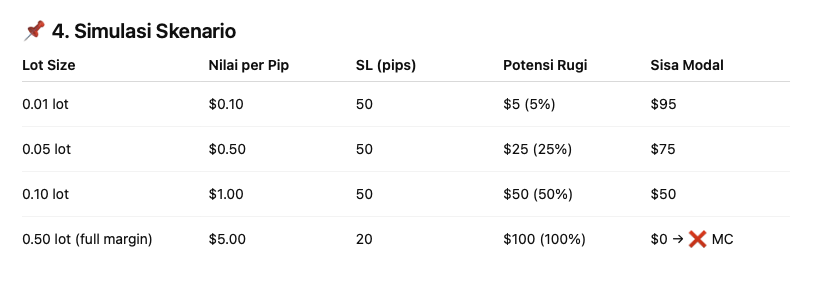 📌 4. Simulasi Skenario
Lot Size Nilai per Pip SL (pips) Potensi Rugi Sisa Modal
0.01 lot $0.10 50 $5 (5%) $95
0.05 lot $0.50 50 $25 (25%) $75
0.10 lot $1.00 50 $50 (50%) $50
0.50 lot (full margin) $5.00 20 $100 (100%) $0 → ❌ MC